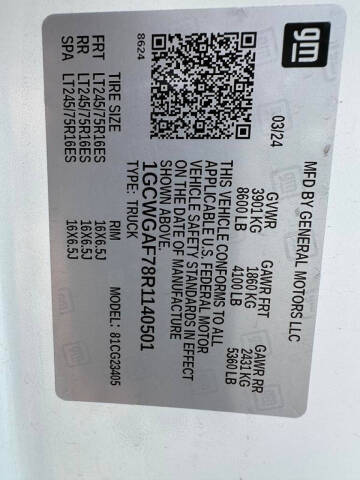 gm
03/24
MFD BY GENERAL MOTORS LLC
GVWR GAWR FRT GAWR RR
3901 KG 1860 KG 2431 KG
8600 LB 4100 LB 5360 LB
8624
THIS VEHICLE CONFORMS TO ALL
APPLICABLE U.S. FEDERAL MOTOR
VEHICLE SAFETY STANDARDS IN EFFECT
ON THE DATE OF MANUFACTURE
SHOWN ABOVE.
1GCWGAF78R1140501
TYPE: TRUCK MODEL: 81CG23405
TIRE SIZE RIM
FRT LT245/75R16ES 16X6.5J
RR LT245/75R16ES 16X6.5J
SPA LT245/75R16ES 16X6.5J